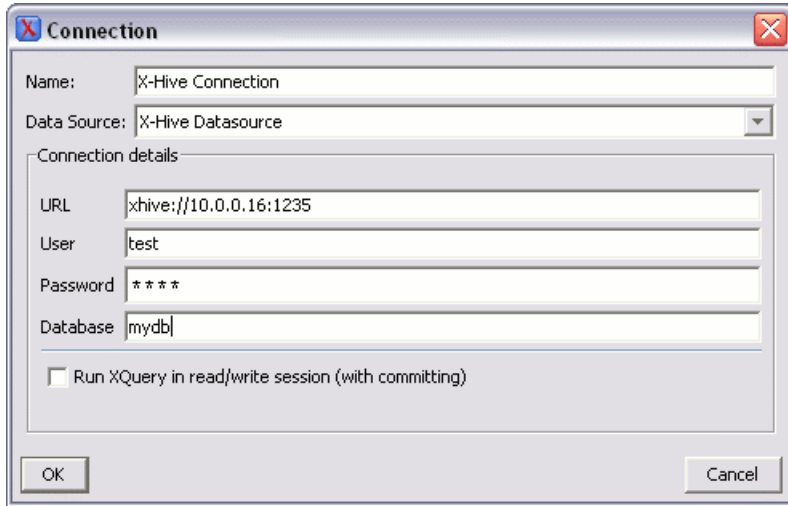 Connection
Name: X-Hive Connection
Data Source: X-Hive Datasource
Connection details
URL xhive://10.0.0.16:1235
User test
Password ****
Database mydb
Run XQuery in read/write session (with committing)
OK Cancel